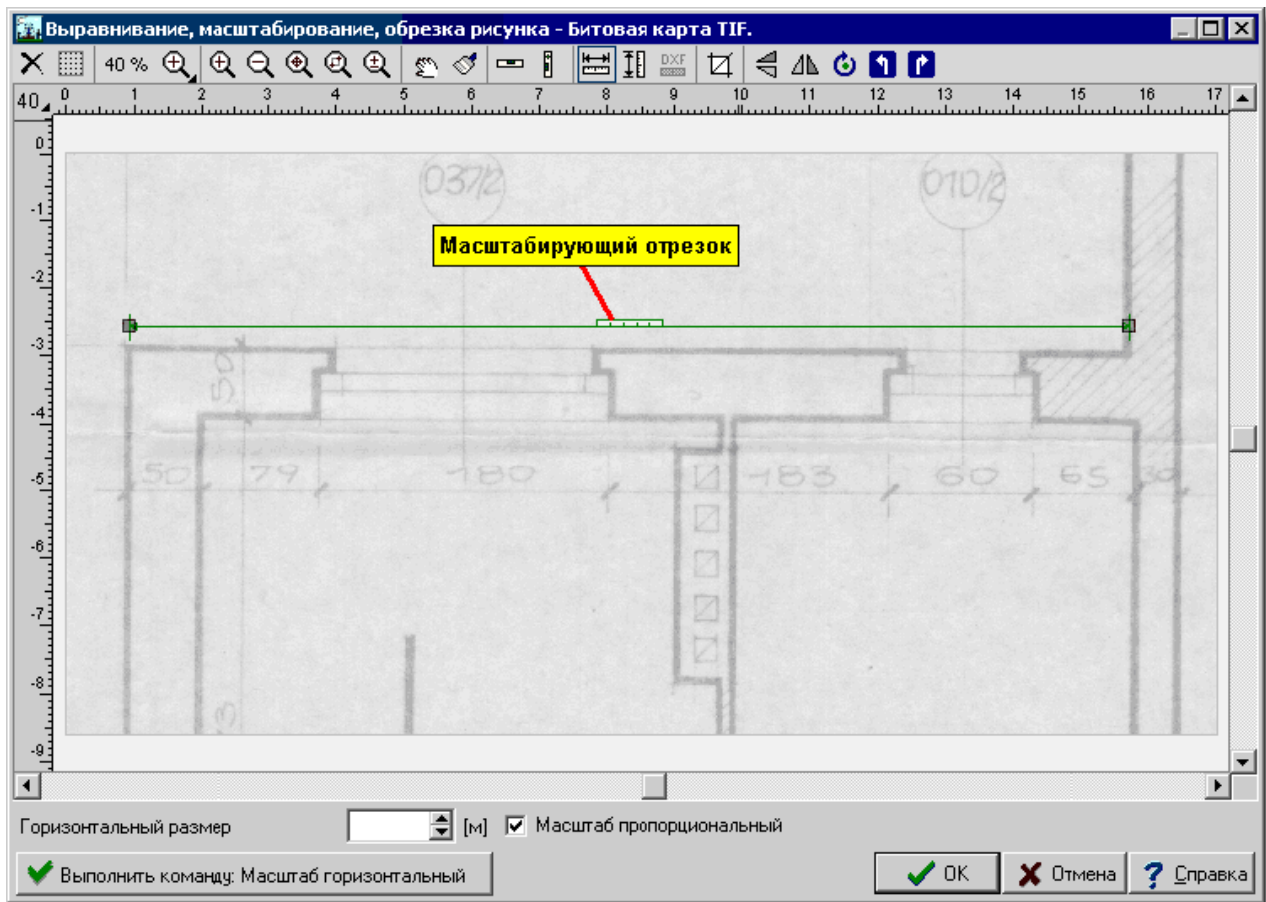 Выравнивание, масштабирование, обрезка рисунка - Битовая карта TIF.
40 % DXF
40 0 1 2 3 4 5 6 7 8 9 10 11 12 13 14 15 16 17
0
-1
-2
-3
-4
-5
-6
-7
-8
-9
037/2 010/2
Масштабирующий отрезок
50
50 79 180 183 60 65 30
Горизонтальный размер [м] Масштаб пропорциональный
Выполнить команду: Масштаб горизонтальный OK Отмена Справка